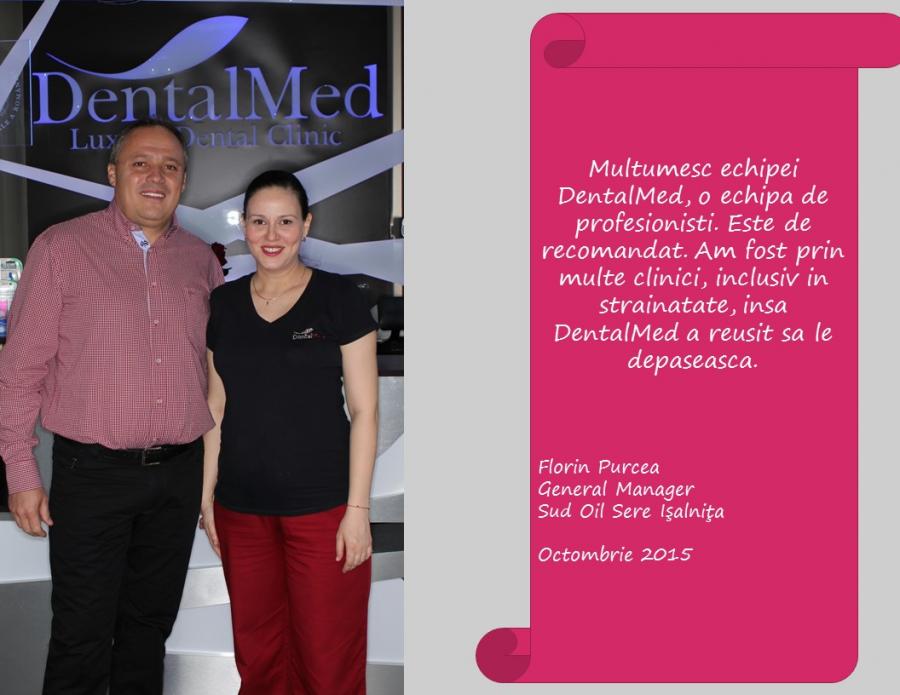 DentalMed
Dental Clinic
Multumesc echipei
DentalMed, o echipa de
profesionisti. Este de
recomandat. Am fost prin
multe clinici, inclusiv in
strainatate, insa
DentalMed a reusit sa le
depaseasca.
Florin Purcea
General Manager
Sud Oil Sere Işalniţa
Octombrie 2015